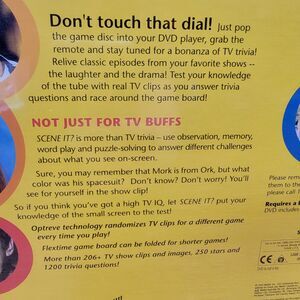 Don't touch that dial! Just pop
the game disc into your DVD player, grab the
remote and stay tuned for a bonanza of TV trivia!
Relive classic episodes from your favorite shows --
the laughter and the drama! Test your knowledge
of the tube with real TV clips as you answer trivia
questions and race around the game board!
NOT JUST FOR TV BUFFS
SCENE IT? is more than TV trivia – use observation, memory,
word play and puzzle-solving to answer different challenges
about what you see on-screen.
Sure, you may remember that Mork is from Ork, but what
color was his spacesuit? Don't know? Don't worry! You'll
see for yourself in the show clip!
So if you think you've got a high TV IQ, let SCENE IT? put your
knowledge of the small screen to the test!
Optreve technology randomizes TV clips for a different game
every time you play!
Flextime game board can be folded for shorter games!
More than 206+ TV show clips and images, 250 stars and
1200 trivia questions!
Please rem
them to the
please call
Requires a
DVD includes
CE